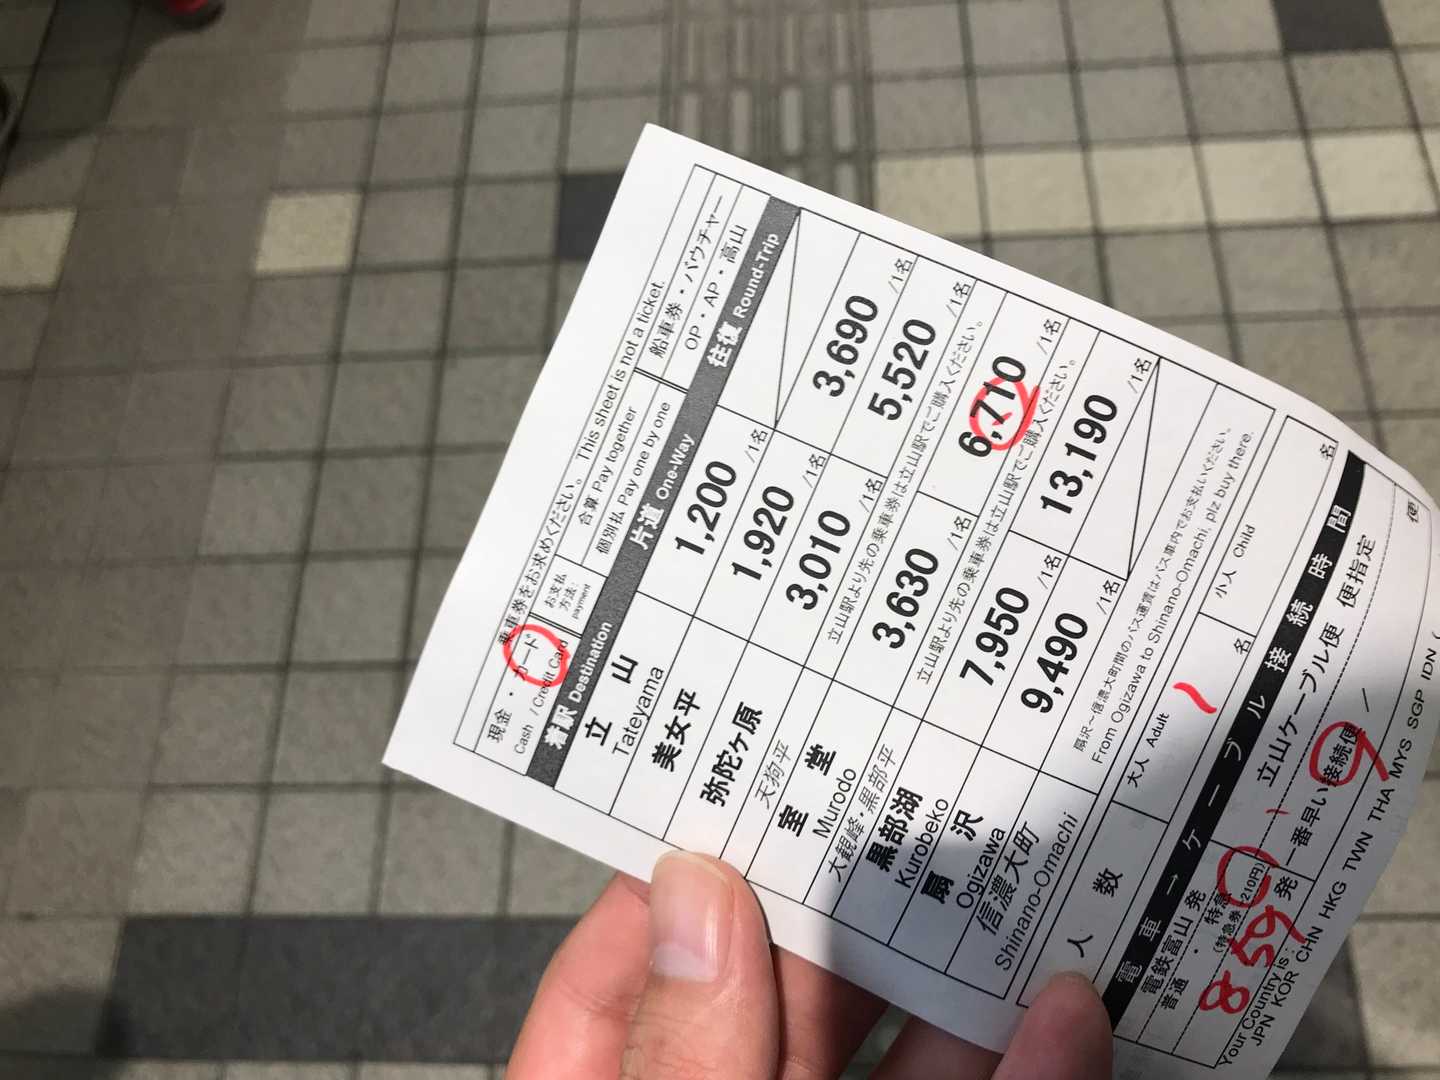 乗車券をお求めください。 This sheet is not a ticket.
現金・カード
Cash / Credit Card
お支払
方法:
payment
合算 Pay together
個別払 Pay one by one
船車券・バウチャー
OP・AP・高山
着駅 Destination 片道 One-Way 往復 Round-Trip
立山 1,200 /1名
Tateyama
美女平 1,920 /1名 3,690 /1名
弥陀ヶ原 3,010 /1名 5,520 /1名
天狗平 立山駅より先の乗車券は立山駅でご購入ください。
室堂 3,630 /1名 6,710 /1名
Murodo
大観峰・黒部平 立山駅より先の乗車券は立山駅でご購入ください。
黒部湖 7,950 /1名 13,190 /1名
Kurobeko
扇沢 9,490 /1名
Ogizawa
信濃大町 扇沢~信濃大町間のバス運賃はバス車内でお支払いください。
Shinano-Omachi From Ogizawa to Shinano-Omachi, plz buy there.
人数 大人 Adult 1 名 小人 Child 名
電車→ケーブル接続時間
電鉄富山発 立山ケーブル便 便指定
普通・特急 一番早い接続便 / 便
(特急券 210円)
859 発 9
Your Country is:
JPN KOR CHN HKG TWN THA MYS SGP IDN (